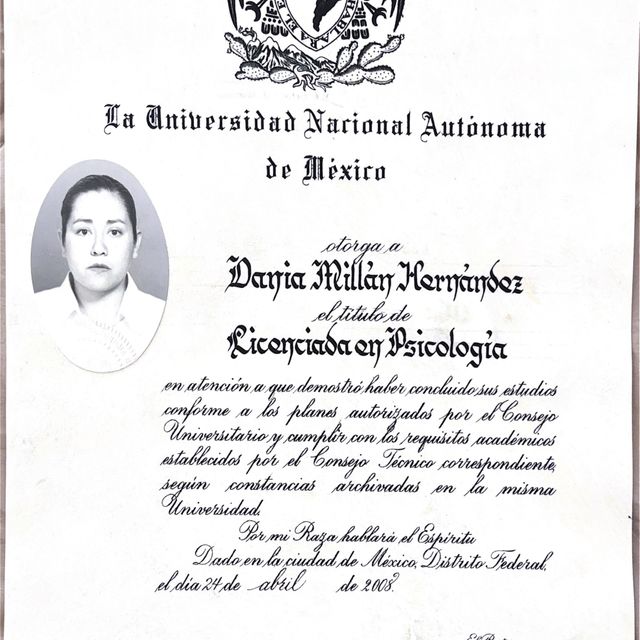 HABLARA EL E
La Universidad Nacional Autónoma
de México
otorga a
Dania Millán Hernández
el título de
Licenciada en Psicología
en atención a que demostró haber concluido sus estudios
conforme a los planes autorizados por el Consejo
Universitario y cumplir con los requisitos académicos
establecidos por el Consejo Técnico correspondiente,
según constancias archivadas en la misma
Universidad.
Por mi Raza hablará el Espíritu
Dado en la ciudad de México, Distrito Federal,
el día 24 de abril de 2008.